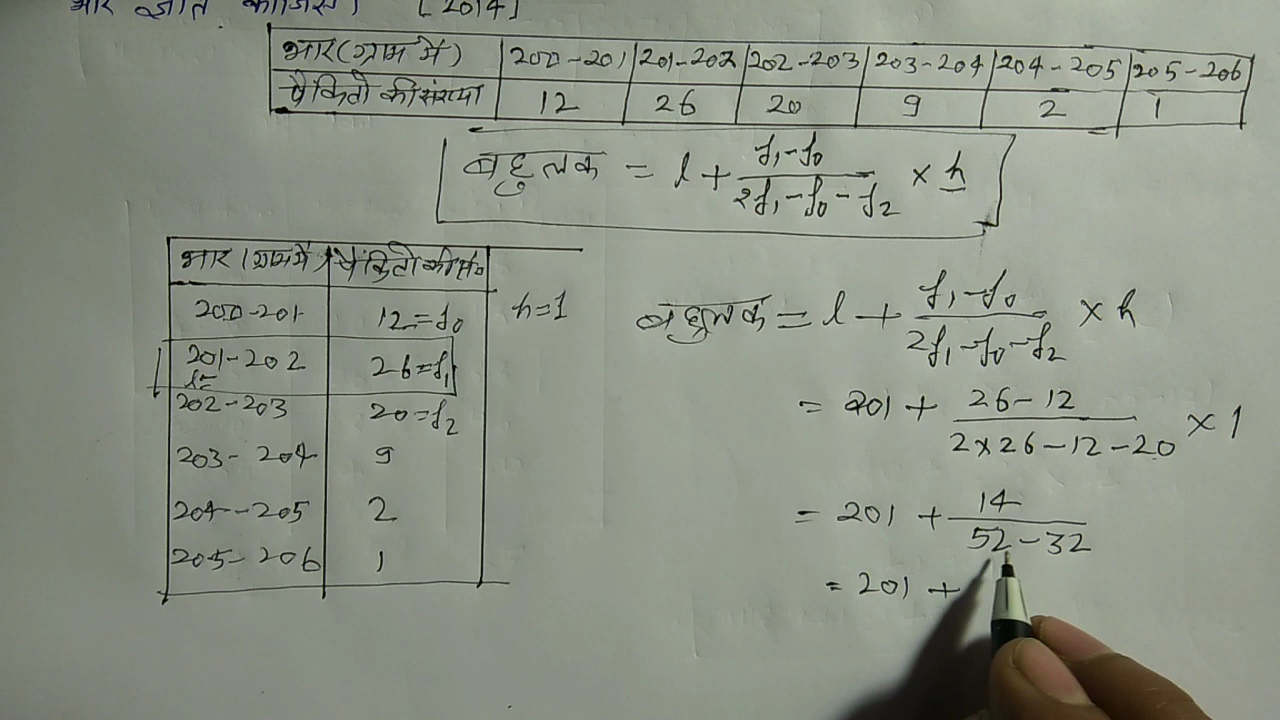 भार ज्ञात कीजिए। [2014]
भार(ग्राम में) 200-201 201-202 202-203 203-204 204-205 205-206
पैकिटो की संख्या 12 26 20 9 2 1
बहुलक = l + f₁-f₀ / 2f₁-f₀-f₂ × h
भार (ग्राम में) पैकिटो की सं०
200-201 12=f₀ h=1
201-202 26=f₁
l=
202-203 20=f₂
203-204 9
204-205 2
205-206 1
बहुलक = l + f₁-f₀ / 2f₁-f₀-f₂ × h
= 201 + 26-12 / 2×26-12-20 × 1
= 201 + 14 / 52-32
= 201 +